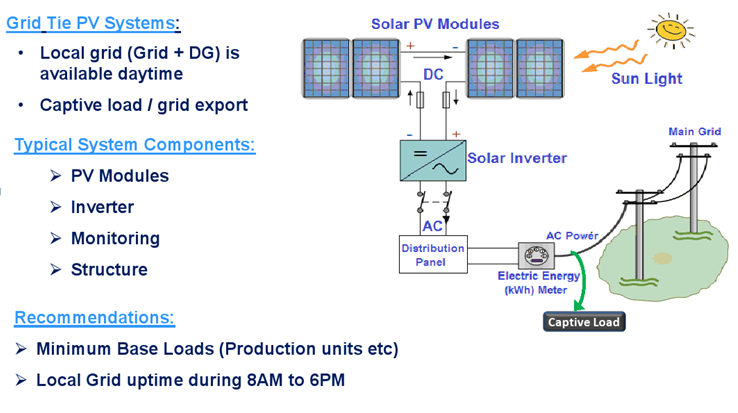 Grid Tie PV Systems:
• Local grid (Grid + DG) is
available daytime
• Captive load / grid export
Typical System Components:
➢ PV Modules
➢ Inverter
➢ Monitoring
➢ Structure
Recommendations:
➢ Minimum Base Loads (Production units etc)
➢ Local Grid uptime during 8AM to 6PM
Solar PV Modules
+ -
DC
Sun Light
- +
Solar Inverter
AC
Distribution
Panel
AC Power
Electric Energy
(kWh) Meter
Captive Load
Main Grid